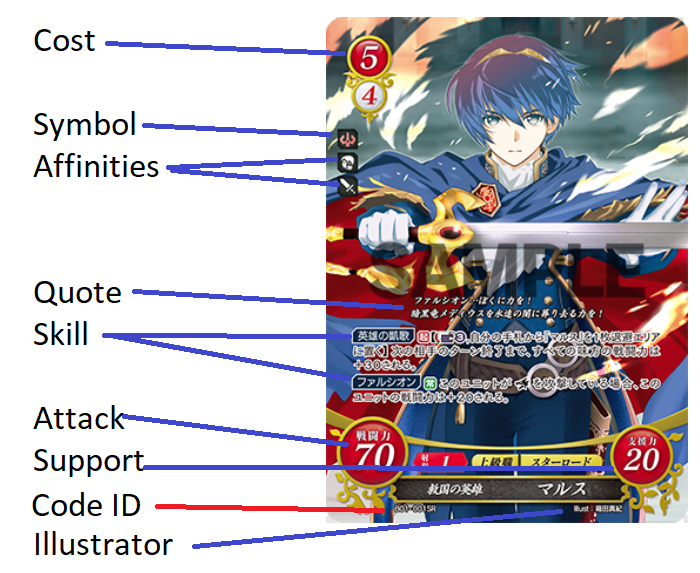 Cost
5
4
Symbol
Affinities
SAMPLE
Quote
ファルシオン…ぼくに力を！
暗黒竜メディウスを永遠の闇に葬り去る力を！
Skill
英雄の凱歌 起 [ 3,自分の手札から『マルス』を1枚退避エリア
に置く] 次の相手のターン終了まで、すべての味方の戦闘力は
+30される。
ファルシオン 常 このユニットが を攻撃している場合、この
ユニットの戦闘力は+20される。
Attack
戦闘力
70
射程 1 上級職 スターロード
支援力
20
Support
救国の英雄 マルス
Code ID
B01-001SR
Illust：箱田真紀
Illustrator